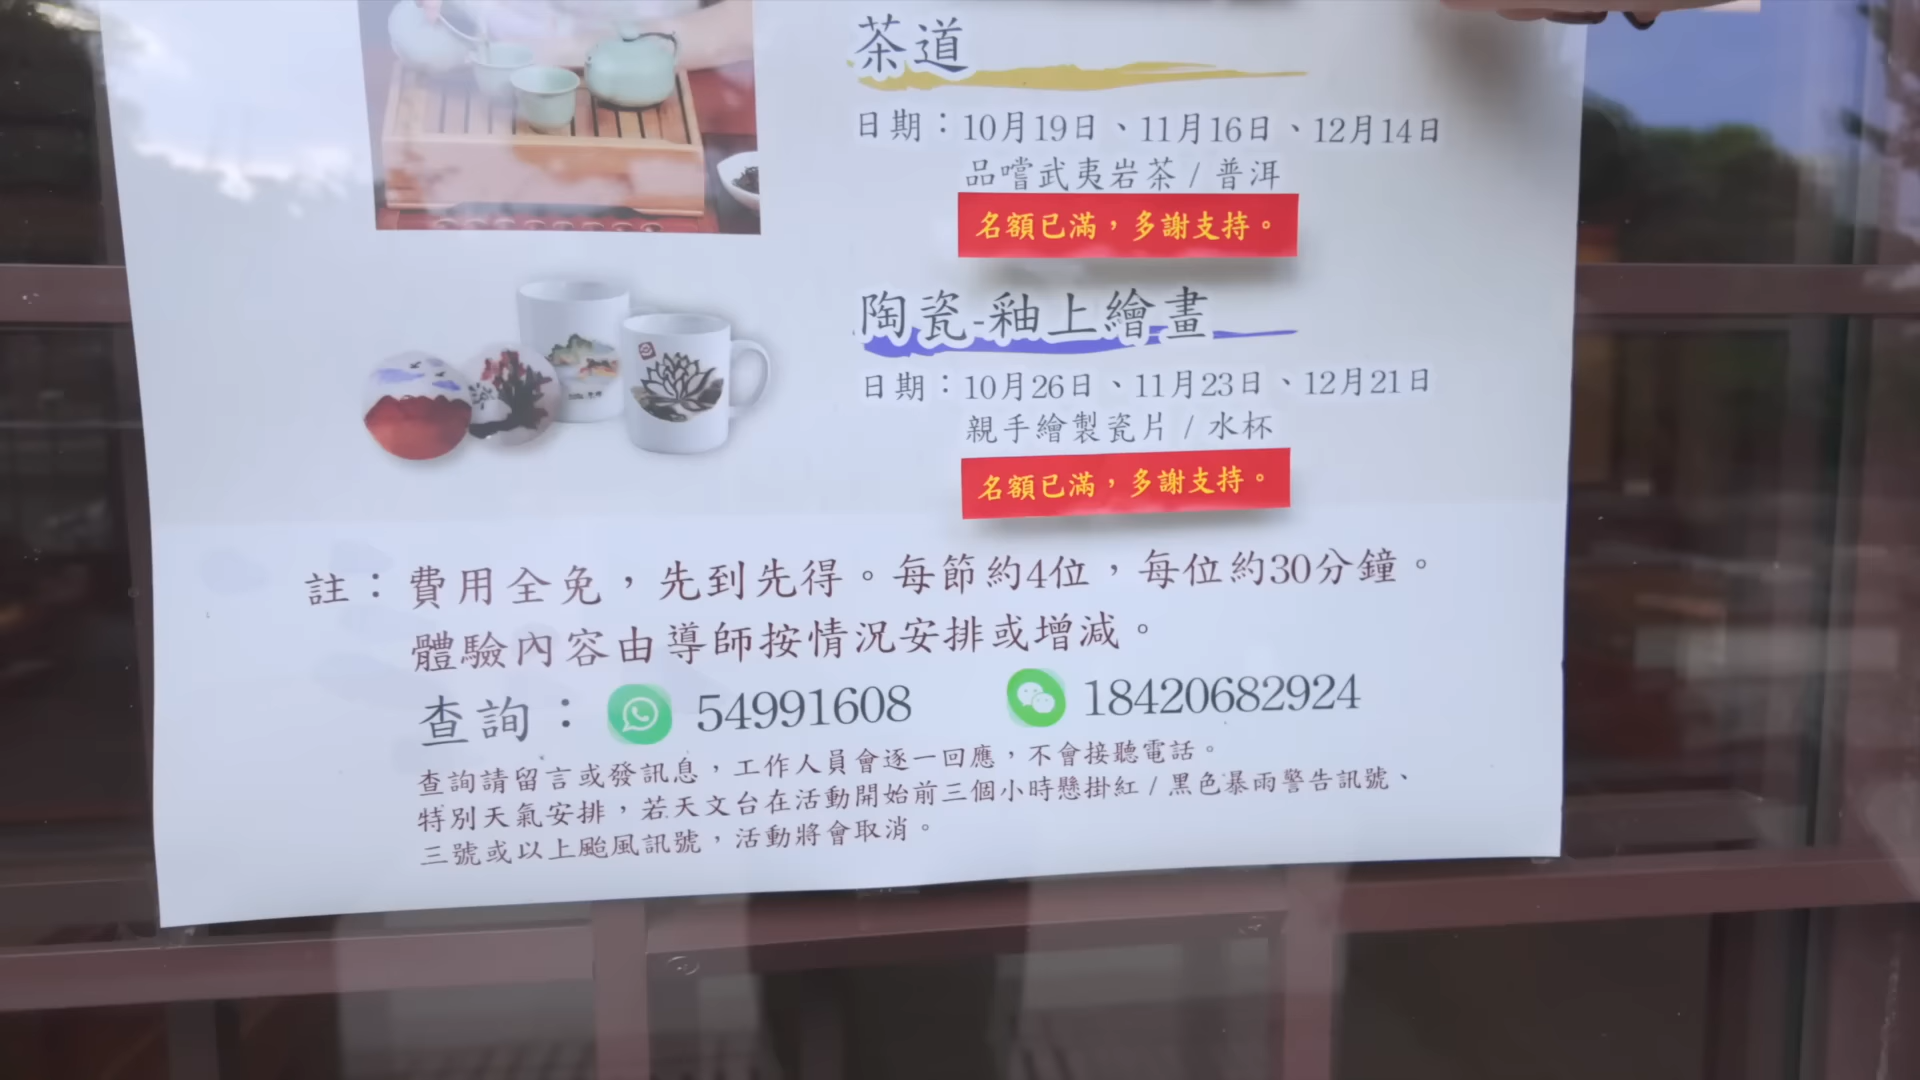 茶道
日期：10月19日、11月16日、12月14日
品嚐武夷岩茶 / 普洱
名額已滿，多謝支持。
陶瓷-釉上繪畫
日期：10月26日、11月23日、12月21日
親手繪製瓷片 / 水杯
名額已滿，多謝支持。
註：費用全免，先到先得。每節約4位，每位約30分鐘。
體驗內容由導師按情況安排或增減。
查詢： 54991608 18420682924
查詢請留言或發訊息，工作人員會逐一回應，不會接聽電話。
特別天氣安排，若天文台在活動開始前三個小時懸掛紅 / 黑色暴雨警告訊號、
三號或以上颱風訊號，活動將會取消。